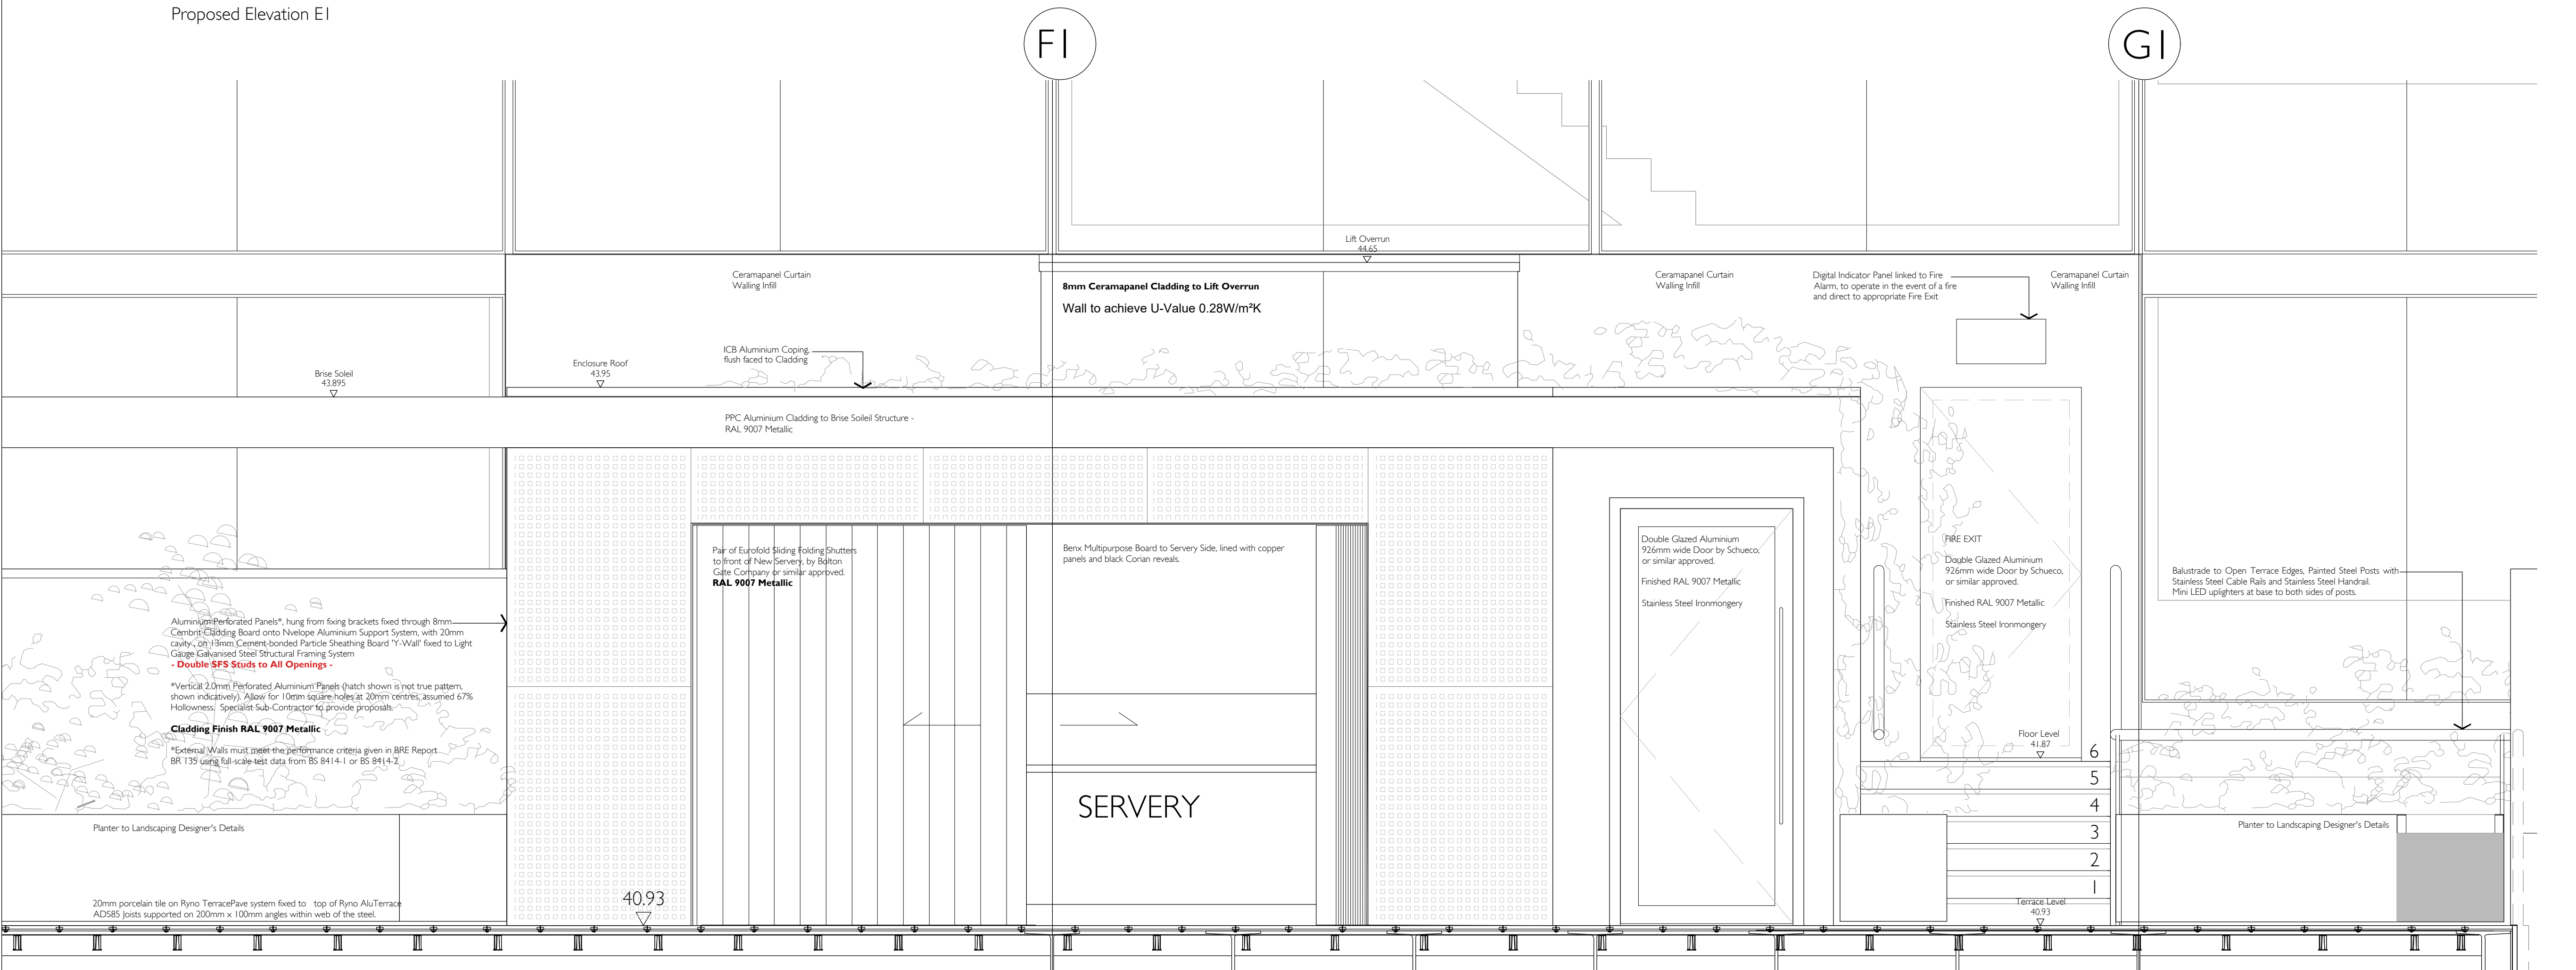 Proposed Elevation E1
F1
G1
Lift Overrun
44.65
Ceramapanel Curtain
Walling Infill
8mm Ceramapanel Cladding to Lift Overrun
Wall to achieve U-Value 0.28W/m²K
Ceramapanel Curtain
Walling Infill
Digital Indicator Panel linked to Fire
Alarm, to operate in the event of a fire
and direct to appropriate Fire Exit
Ceramapanel Curtain
Walling Infill
ICB Aluminium Coping,
flush faced to Cladding
Enclosure Roof
43.95
Brise Soleil
43.895
PPC Aluminium Cladding to Brise Soileil Structure -
RAL 9007 Metallic
Pair of Eurofold Sliding Folding Shutters
to front of New Servery, by Bolton
Gate Company or similar approved.
RAL 9007 Metallic
Benx Multipurpose Board to Servery Side, lined with copper
panels and black Corian reveals.
Double Glazed Aluminium
926mm wide Door by Schueco,
or similar approved.
Finished RAL 9007 Metallic
Stainless Steel Ironmongery
FIRE EXIT
Double Glazed Aluminium
926mm wide Door by Schueco,
or similar approved.
Finished RAL 9007 Metallic
Stainless Steel Ironmongery
Balustrade to Open Terrace Edges, Painted Steel Posts with
Stainless Steel Cable Rails and Stainless Steel Handrail.
Mini LED uplighters at base to both sides of posts.
Aluminium Perforated Panels*, hung from fixing brackets fixed through 8mm
Cembrit Cladding Board onto Nvelope Aluminium Support System, with 20mm
cavity , on 13mm Cement-bonded Particle Sheathing Board 'Y-Wall' fixed to Light
Gauge Galvanised Steel Structural Framing System
- Double SFS Studs to All Openings -
*Vertical 2.0mm Perforated Aluminium Panels (hatch shown is not true pattern,
shown indicatively). Allow for 10mm square holes at 20mm centres, assumed 67%
Hollowness. Specialist Sub-Contractor to provide proposals.
Cladding Finish RAL 9007 Metallic
*External Walls must meet the performance criteria given in BRE Report
BR 135 using full-scale test data from BS 8414-1 or BS 8414-2.
Floor Level
41.87
6
5
4
3
2
1
SERVERY
Planter to Landscaping Designer's Details
Planter to Landscaping Designer's Details
40.93
20mm porcelain tile on Ryno TerracePave system fixed to top of Ryno AluTerrace
ADS85 Joists supported on 200mm x 100mm angles within web of the steel.
Terrace Level
40.93